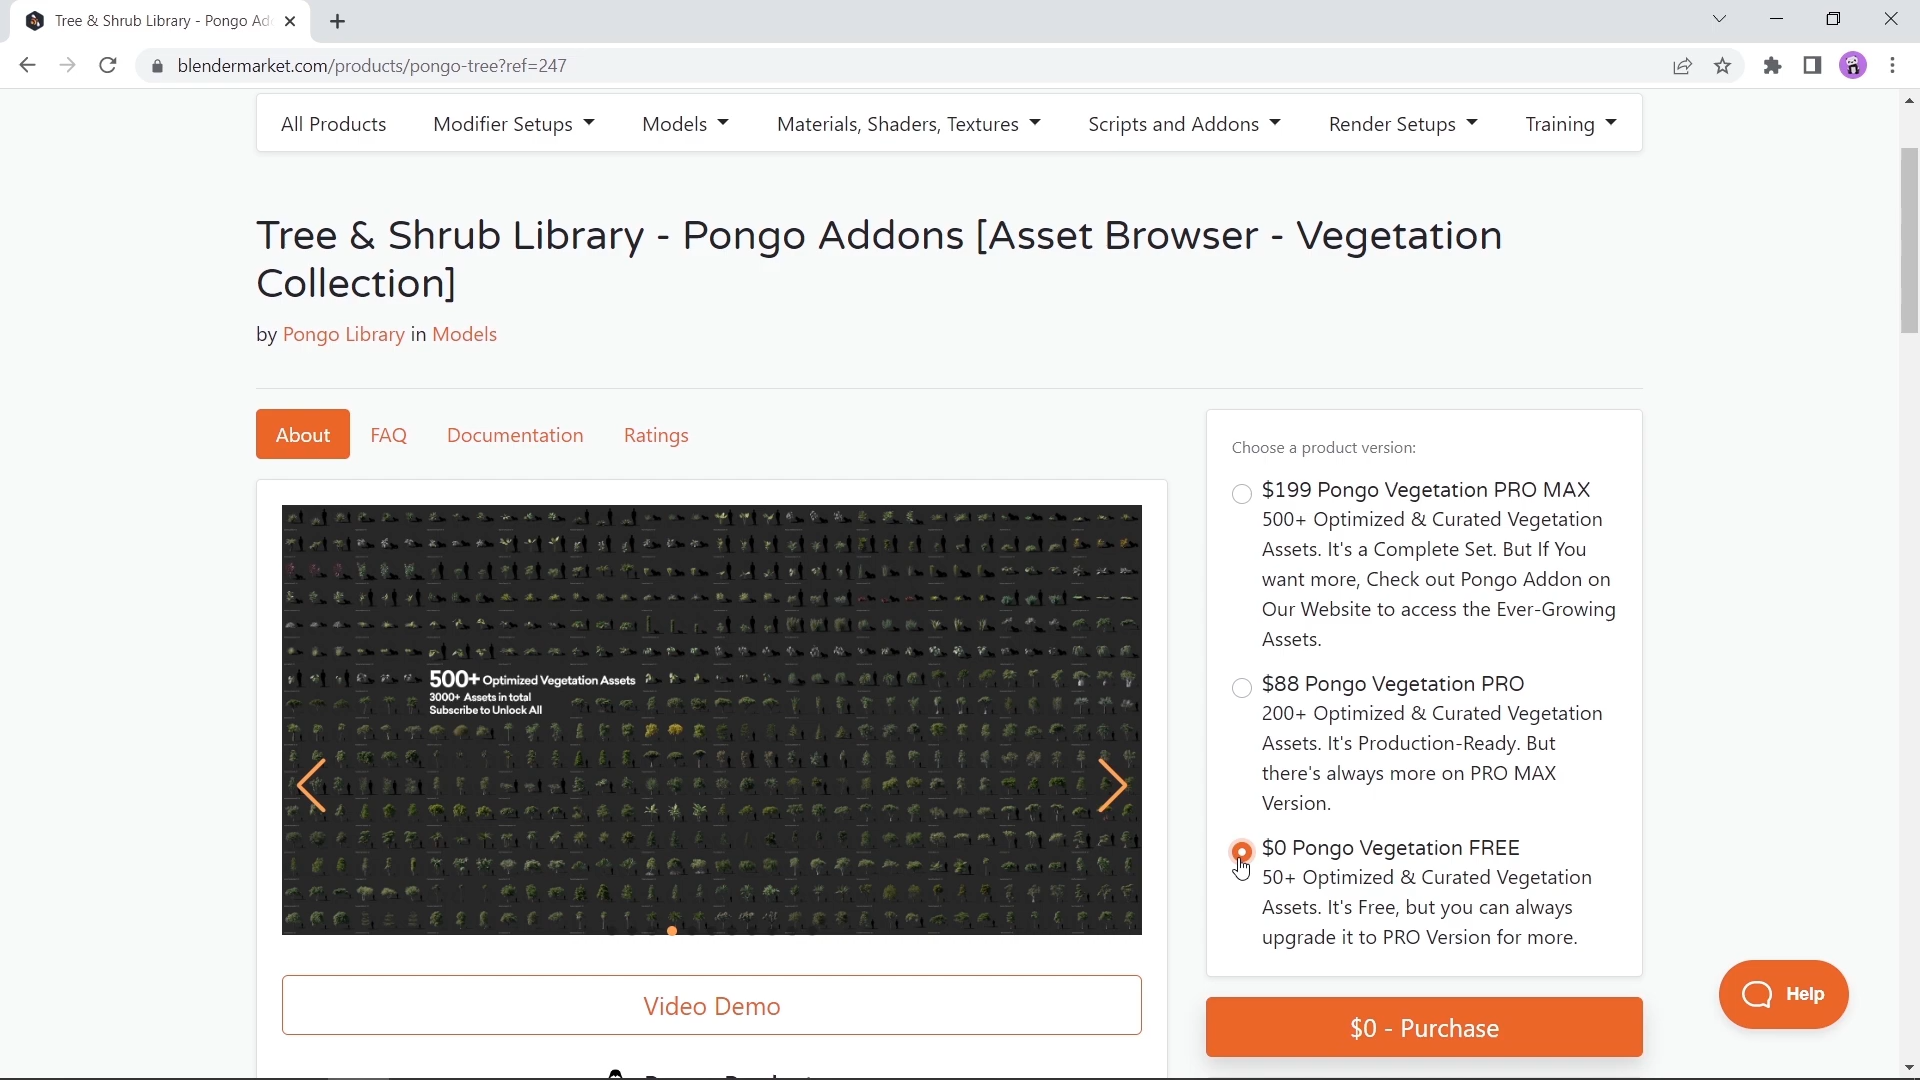 Tree & Shrub Library - Pongo Add
blendermarket.com/products/pongo-tree?ref=247
All Products
Modifier Setups
Models
Materials, Shaders, Textures
Scripts and Addons
Render Setups
Training
Tree & Shrub Library - Pongo Addons [Asset Browser - Vegetation
Collection]
by Pongo Library in Models
About
FAQ
Documentation
Ratings
500+ Optimized Vegetation Assets
3000+ Assets in total
Subscribe to Unlock All
Video Demo
Choose a product version:
$199 Pongo Vegetation PRO MAX
500+ Optimized & Curated Vegetation
Assets. It's a Complete Set. But If You
want more, Check out Pongo Addon on
Our Website to access the Ever-Growing
Assets.
$88 Pongo Vegetation PRO
200+ Optimized & Curated Vegetation
Assets. It's Production-Ready. But
there's always more on PRO MAX
Version.
$0 Pongo Vegetation FREE
50+ Optimized & Curated Vegetation
Assets. It's Free, but you can always
upgrade it to PRO Version for more.
$0 - Purchase
Help